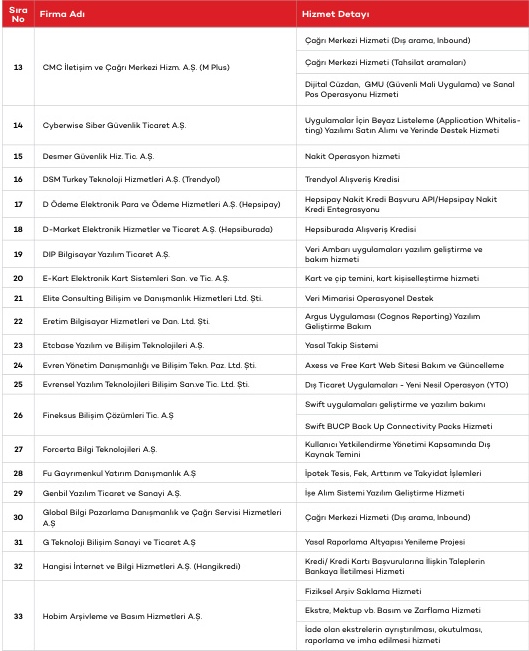 Sıra No Firma Adı Hizmet Detayı
13 CMC İletişim ve Çağrı Merkezi Hizm. A.Ş. (M Plus)
Çağrı Merkezi Hizmeti (Dış arama, Inbound)
Çağrı Merkezi Hizmeti (Tahsilat aramaları)
Dijital Cüzdan, GMU (Güvenli Mali Uygulama) ve Sanal
Pos Operasyonu Hizmeti
14 Cyberwise Siber Güvenlik Ticaret A.Ş.
Uygulamalar İçin Beyaz Listeleme (Application Whitelis-
ting) Yazılımı Satın Alımı ve Yerinde Destek Hizmeti
15 Desmer Güvenlik Hiz. Tic. A.Ş. Nakit Operasyon hizmeti
16 DSM Turkey Teknoloji Hizmetleri A.Ş. (Trendyol) Trendyol Alışveriş Kredisi
17 D Ödeme Elektronik Para ve Ödeme Hizmetleri A.Ş. (Hepsipay)
Hepsipay Nakit Kredi Başvuru API/Hepsipay Nakit
Kredi Entegrasyonu
18 D-Market Elektronik Hizmetler ve Ticaret A.Ş. (Hepsiburada) Hepsiburada Alışveriş Kredisi
19 DIP Bilgisayar Yazılım Ticaret A.Ş.
Veri Ambarı uygulamaları yazılım geliştirme ve
bakım hizmeti
20 E-Kart Elektronik Kart Sistemleri San. ve Tic. A.Ş. Kart ve çip temini, kart kişiselleştirme hizmeti
21 Elite Consulting Bilişim ve Danışmanlık Hizmetleri Ltd. Şti. Veri Mimarisi Operasyonel Destek
22 Eretim Bilgisayar Hizmetleri ve Dan. Ltd. Şti.
Argus Uygulaması (Cognos Reporting) Yazılım
Geliştirme Bakım
23 Etcbase Yazılım ve Bilişim Teknolojileri A.Ş. Yasal Takip Sistemi
24 Evren Yönetim Danışmanlığı ve Bilişim Tekn. Paz. Ltd. Şti. Axess ve Free Kart Web Sitesi Bakım ve Güncelleme
25 Evrensel Yazılım Teknolojileri Bilişim San.ve Tic. Ltd. Şti. Dış Ticaret Uygulamaları - Yeni Nesil Operasyon (YTO)
26 Fineksus Bilişim Çözümleri Tic. A.Ş
Swift uygulamaları geliştirme ve yazılım bakımı
Swift BUCP Back Up Connectivity Packs Hizmeti
27 Forcerta Bilgi Teknolojileri A.Ş.
Kullanıcı Yetkilendirme Yönetimi Kapsamında Dış
Kaynak Temini
28 Fu Gayrımenkul Yatırım Danışmanlık A.Ş İpotek Tesis, Fek, Arttırım ve Takyidat İşlemleri
29 Genbil Yazılım Ticaret ve Sanayi A.Ş. İşe Alım Sistemi Yazılım Geliştirme Hizmeti
30 Global Bilgi Pazarlama Danışmanlık ve Çağrı Servisi Hizmetleri
A.Ş
Çağrı Merkezi Hizmeti (Dış arama, Inbound)
31 G Teknoloji Bilişim Sanayi ve Ticaret A.Ş Yasal Raporlama Altyapısı Yenileme Projesi
32 Hangisi İnternet ve Bilgi Hizmetleri A.Ş. (Hangikredi)
Kredi/ Kredi Kartı Başvurularına İlişkin Taleplerin
Bankaya İletilmesi Hizmeti
33 Hobim Arşivleme ve Basım Hizmetleri A.Ş.
Fiziksel Arşiv Saklama Hizmeti
Ekstre, Mektup vb. Basım ve Zarflama Hizmeti
İade olan ekstrelerin ayrıştırılması, okutulması,
raporlama ve imha edilmesi hizmeti